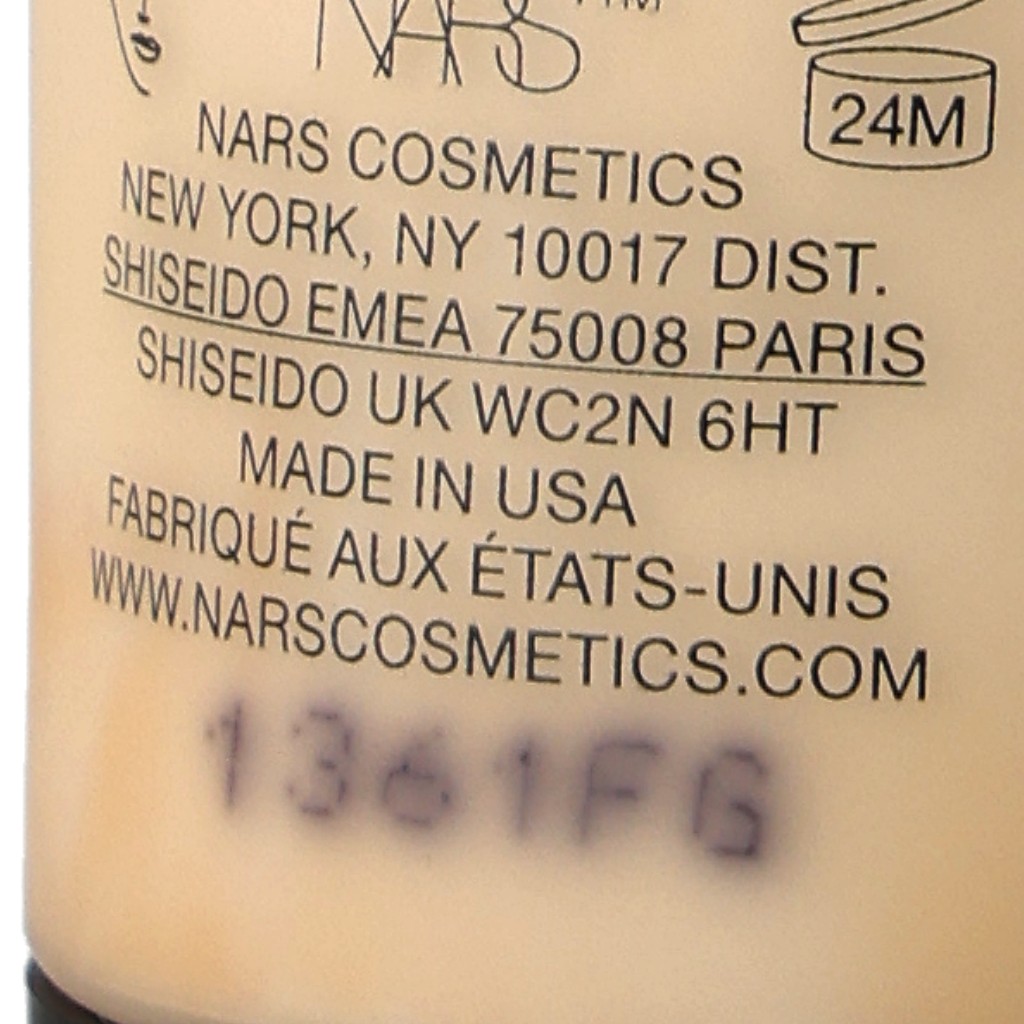 NARS
24M
NARS COSMETICS
NEW YORK, NY 10017 DIST.
SHISEIDO EMEA 75008 PARIS
SHISEIDO UK WC2N 6HT
MADE IN USA
FABRIQUÉ AUX ÉTATS-UNIS
WWW.NARSCOSMETICS.COM
1361FG